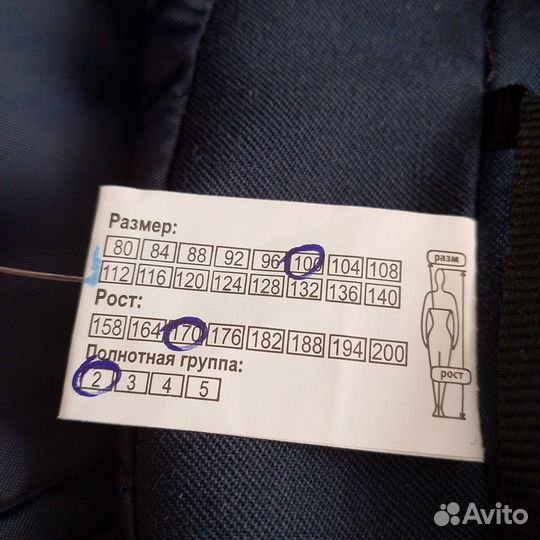 Размер:
80 84 88 92 96 100 104 108
112 116 120 124 128 132 136 140
Рост:
158 164 170 176 182 188 194 200
Полнотная группа:
2 3 4 5
разм
рост
Avito